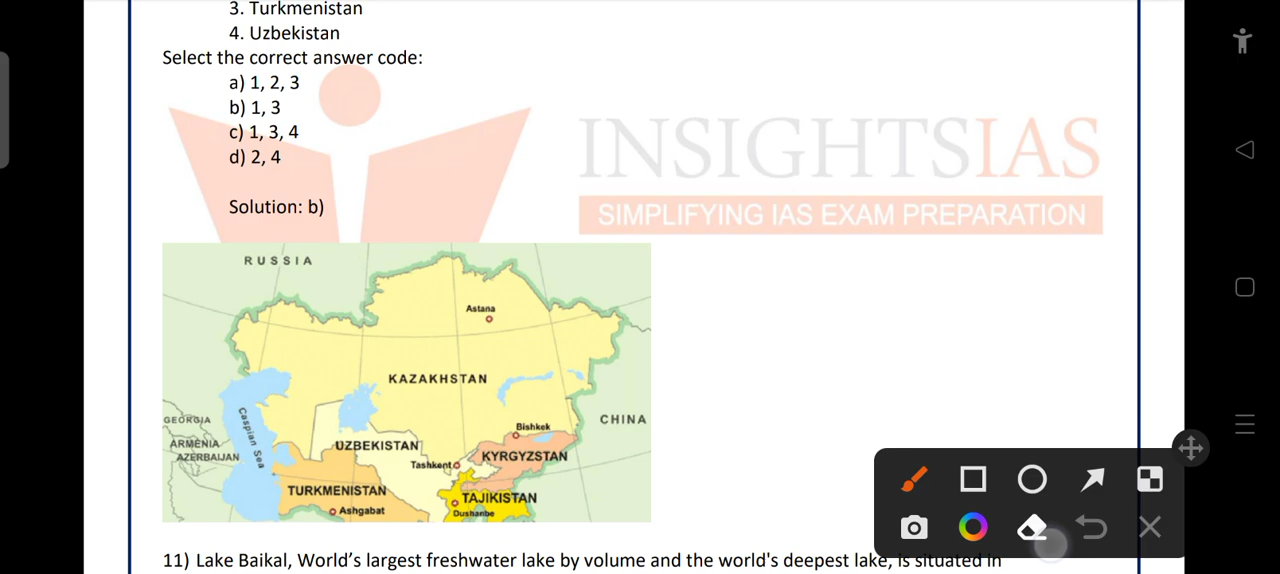 3. Turkmenistan
4. Uzbekistan
Select the correct answer code:
a) 1, 2, 3
b) 1, 3
c) 1, 3, 4
d) 2, 4
INSIGHTSIAS
SIMPLIFYING IAS EXAM PREPARATION
Solution: b)
RUSSIA
Astana
KAZAKHSTAN
GEORGIA
Caspian Sea
CHINA
Bishkek
ARMENIA
UZBEKISTAN
AZERBAIJAN
KYRGYZSTAN
Tashkent
TURKMENISTAN
TAJIKISTAN
Ashgabat
Dushanbe
11) Lake Baikal, World's largest freshwater lake by volume and the world's deepest lake, is situated in